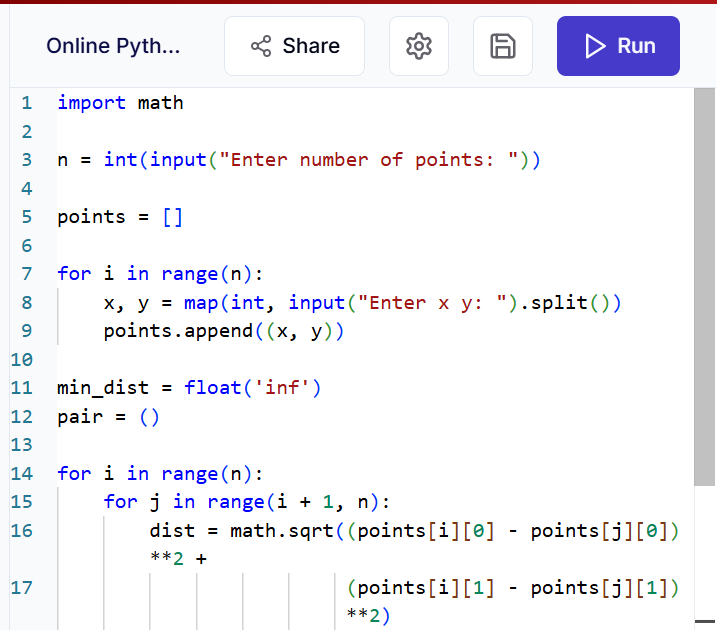 Online Pyth...
Share
Run
1 import math
2
3 n = int(input("Enter number of points: "))
4
5 points = []
6
7 for i in range(n):
8     x, y = map(int, input("Enter x y: ").split())
9     points.append((x, y))
10
11 min_dist = float('inf')
12 pair = ()
13
14 for i in range(n):
15     for j in range(i + 1, n):
16         dist = math.sqrt((points[i][0] - points[j][0])
        **2 +
17                          (points[i][1] - points[j][1])
                         **2)